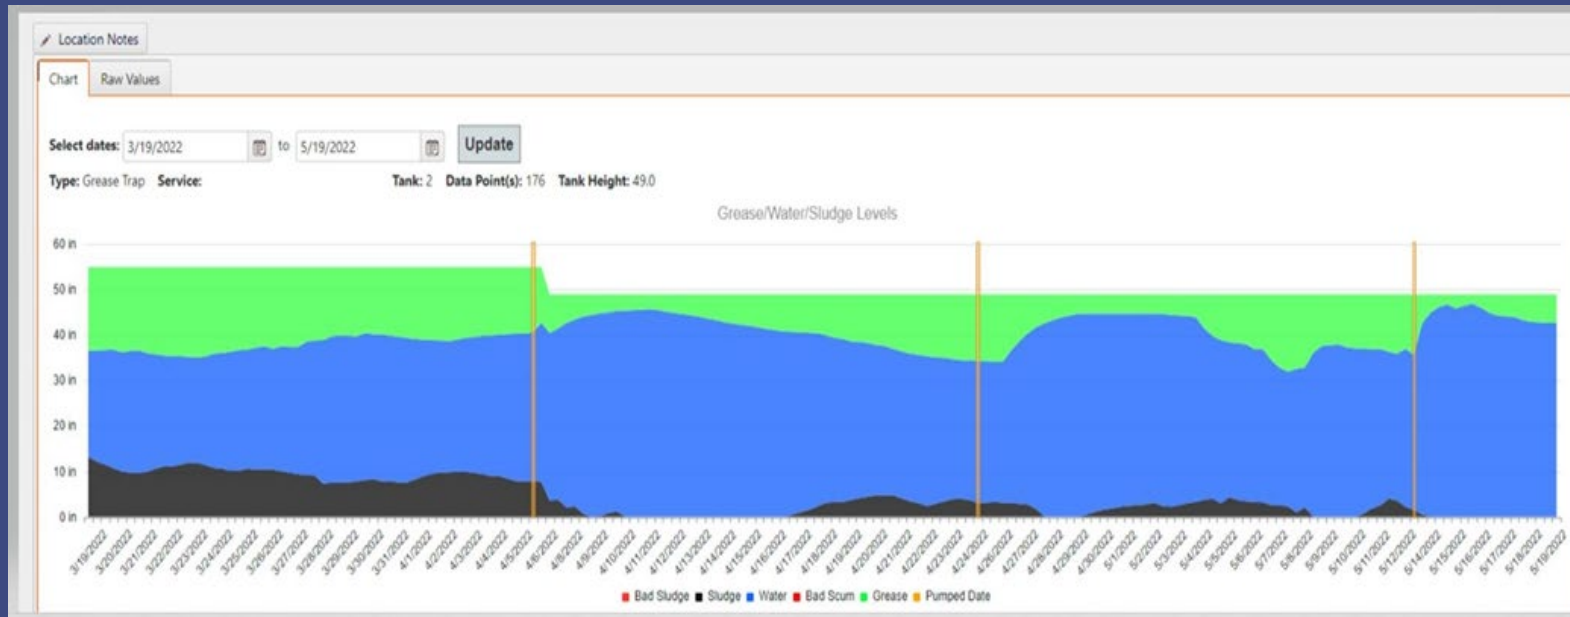 Location Notes
Chart Raw Values
Select dates: 3/19/2022 to 5/19/2022 Update
Type: Grease Trap Service: Tank: 2 Data Point(s): 176 Tank Height: 49.0
Grease/Water/Sludge Levels
60 in
50 in
40 in
30 in
20 in
10 in
0 in
3/19/2022 3/20/2022 3/21/2022 3/22/2022 3/23/2022 3/24/2022 3/25/2022 3/26/2022 3/27/2022 3/28/2022 3/29/2022 3/30/2022 3/31/2022 4/1/2022 4/2/2022 4/3/2022 4/4/2022 4/5/2022 4/6/2022 4/8/2022 4/9/2022 4/10/2022 4/11/2022 4/12/2022 4/13/2022 4/14/2022 4/15/2022 4/16/2022 4/17/2022 4/18/2022 4/19/2022 4/20/2022 4/21/2022 4/22/2022 4/23/2022 4/24/2022 4/26/2022 4/27/2022 4/28/2022 4/29/2022 4/30/2022 5/1/2022 5/2/2022 5/3/2022 5/4/2022 5/5/2022 5/6/2022 5/7/2022 5/8/2022 5/9/2022 5/10/2022 5/11/2022 5/12/2022 5/14/2022 5/15/2022 5/16/2022 5/17/2022 5/18/2022 5/19/2022
Bad Sludge Sludge Water Bad Scum Grease Pumped Date